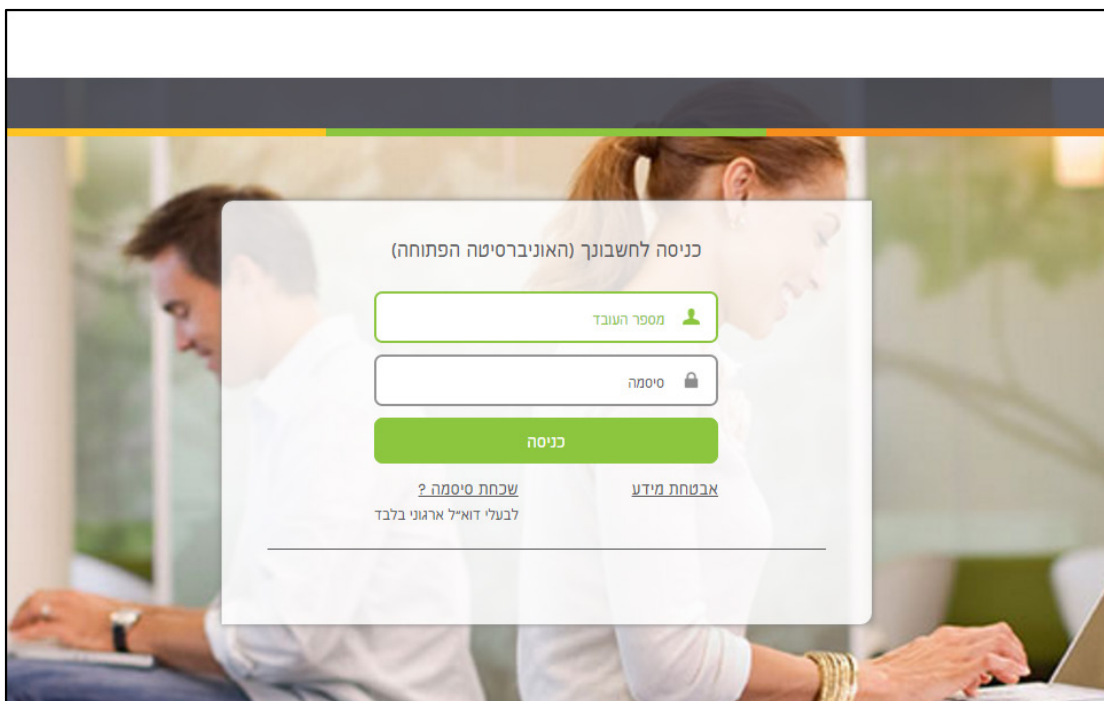 כניסה לחשבונך (האוניברסיטה הפתוחה)
מספר העובד
סיסמה
כניסה
אבטחת מידע
שכחת סיסמה ?
לבעלי דוא״ל ארגוני בלבד